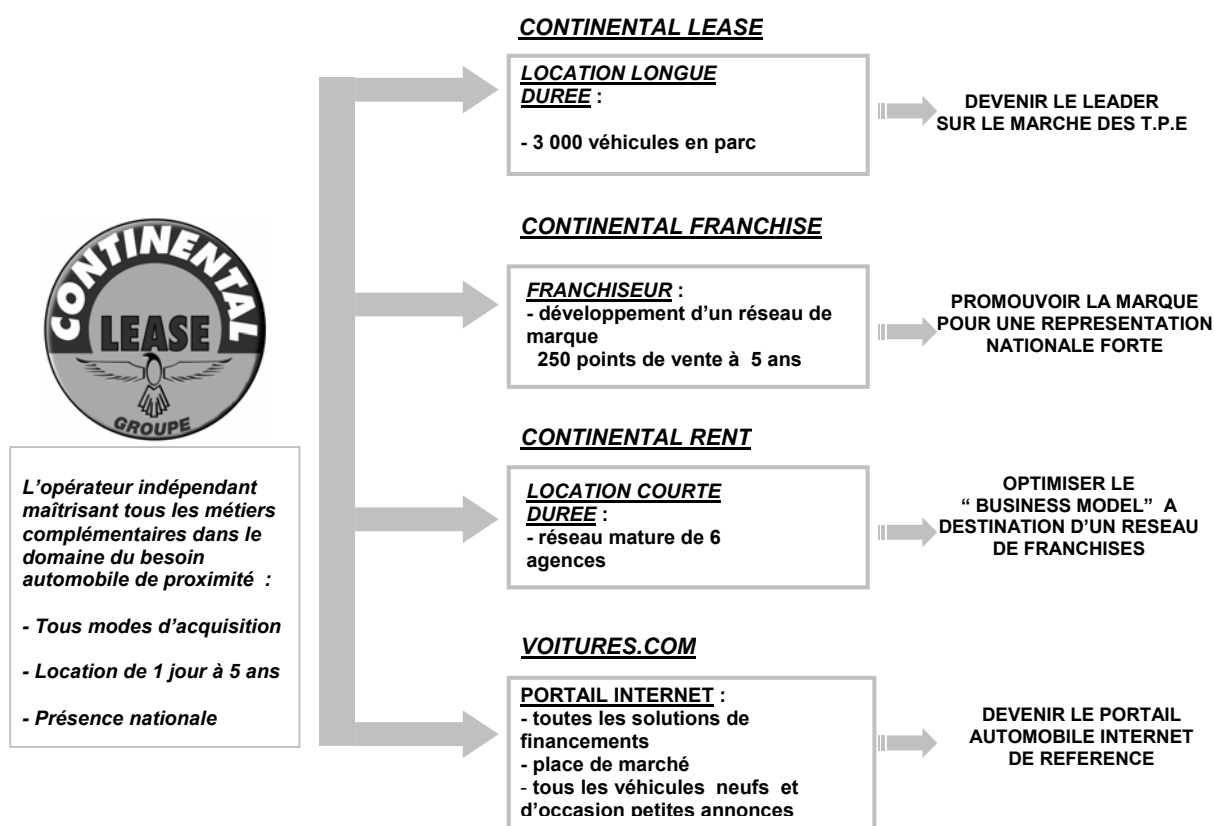 CONTINENTAL
LEASE
GROUPE
L’opérateur indépendant
maîtrisant tous les métiers
complémentaires dans le
domaine du besoin
automobile de proximité :
- Tous modes d’acquisition
- Location de 1 jour à 5 ans
- Présence nationale
CONTINENTAL LEASE
LOCATION LONGUE
DUREE :
- 3 000 véhicules en parc
DEVENIR LE LEADER
SUR LE MARCHE DES T.P.E
CONTINENTAL FRANCHISE
FRANCHISEUR :
- développement d’un réseau de
marque
250 points de vente à 5 ans
PROMOUVOIR LA MARQUE
POUR UNE REPRESENTATION
NATIONALE FORTE
CONTINENTAL RENT
LOCATION COURTE
DUREE :
- réseau mature de 6
agences
OPTIMISER LE
“ BUSINESS MODEL” A
DESTINATION D’UN RESEAU
DE FRANCHISES
VOITURES.COM
PORTAIL INTERNET :
- toutes les solutions de
financements
- place de marché
- tous les véhicules neufs et
d’occasion petites annonces
DEVENIR LE PORTAIL
AUTOMOBILE INTERNET
DE REFERENCE